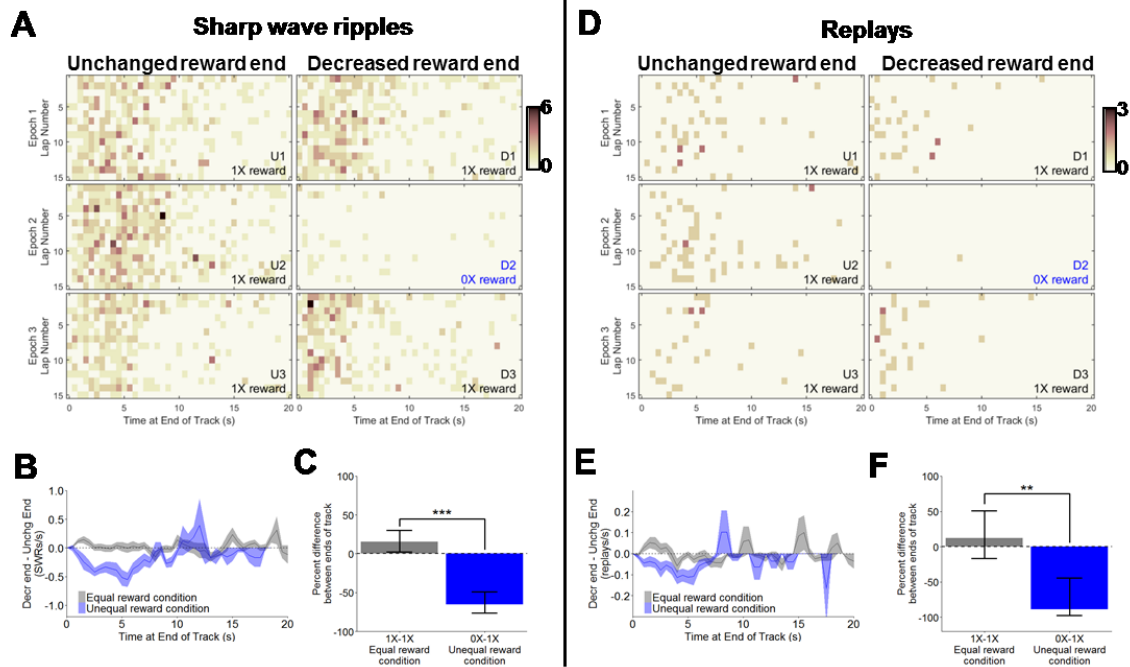 A
Sharp wave ripples
Unchanged reward end
Decreased reward end
6
0
Epoch 1
Lap Number
5
10
15
U1
1X reward
D1
1X reward
Epoch 2
Lap Number
5
10
15
U2
1X reward
D2
0X reward
Epoch 3
Lap Number
5
10
15
U3
1X reward
D3
1X reward
0 5 10 15 20 0 5 10 15 20
Time at End of Track (s)
Time at End of Track (s)
B
Decr end - Unchg End
(SWRs/s)
1.0
0.5
0.0
-0.5
-1.0
Equal reward condition
Unequal reward condition
0 5 10 15 20
Time at End of Track (s)
C
Percent difference
between ends of track
100
50
0
-50
-100
***
1X-1X
Equal reward
condition
0X-1X
Unequal reward
condition
D
Replays
Unchanged reward end
Decreased reward end
3
0
Epoch 1
Lap Number
5
10
15
U1
1X reward
D1
1X reward
Epoch 2
Lap Number
5
10
15
U2
1X reward
D2
0X reward
Epoch 3
Lap Number
5
10
15
U3
1X reward
D3
1X reward
0 5 10 15 20 0 5 10 15 20
Time at End of Track (s)
Time at End of Track (s)
E
Decr end - Unchg End
(replays/s)
0.2
0.1
0.0
-0.1
-0.2
Equal reward condition
Unequal reward condition
0 5 10 15 20
Time at End of Track (s)
F
Percent difference
between ends of track
100
50
0
-50
-100
**
1X-1X
Equal reward
condition
0X-1X
Unequal reward
condition